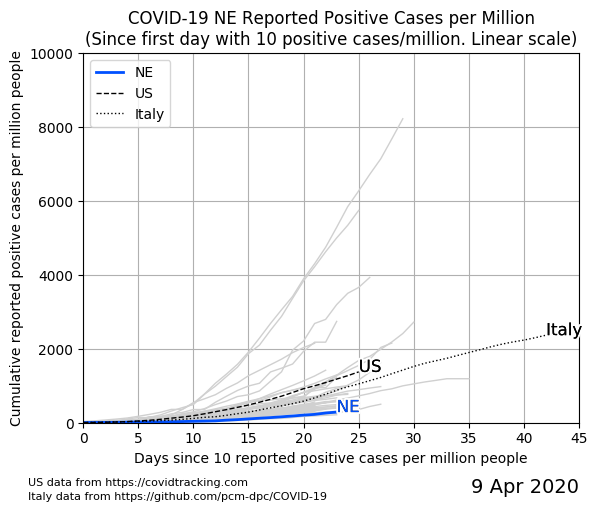 COVID-19 NE Reported Positive Cases per Million
(Since first day with 10 positive cases/million. Linear scale)
Cumulative reported positive cases per million people
10000
8000
6000
4000
2000
0
NE
US
Italy
Italy
US
NE
0 5 10 15 20 25 30 35 40 45
Days since 10 reported positive cases per million people
US data from https://covidtracking.com
Italy data from https://github.com/pcm-dpc/COVID-19
9 Apr 2020